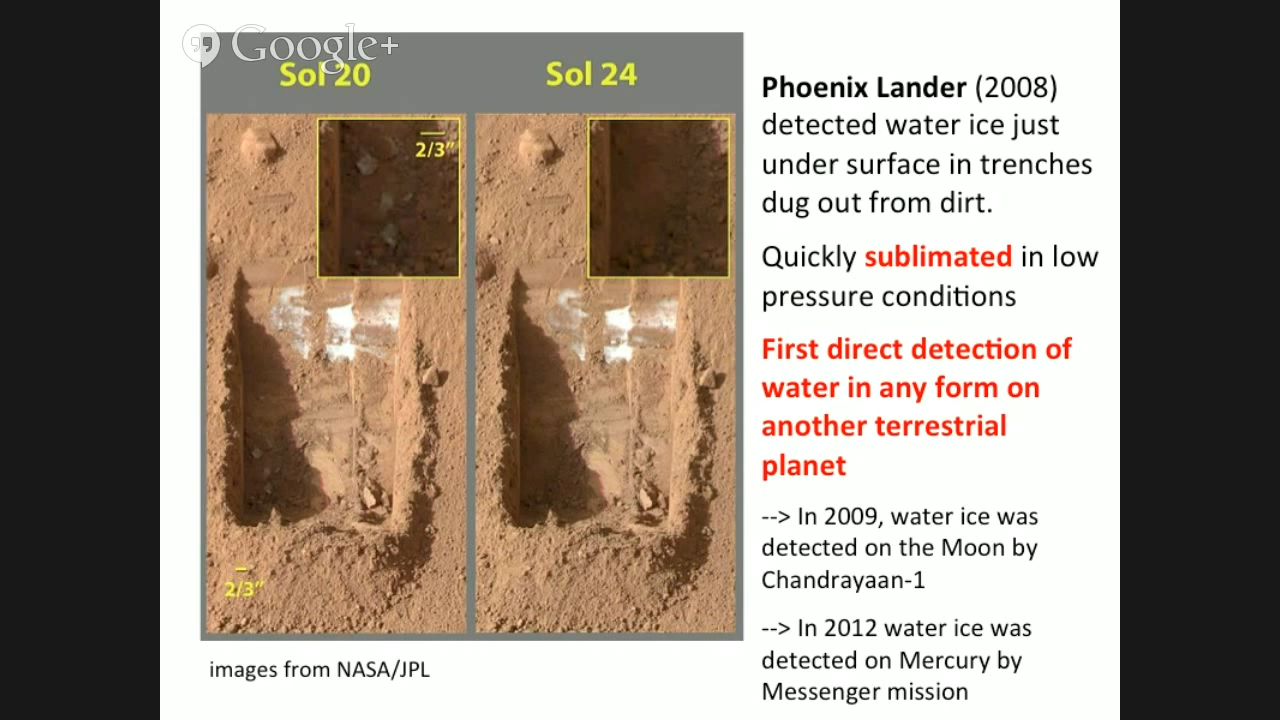 Google+
Sol 20
Sol 24
2/3"
2/3"
images from NASA/JPL
Phoenix Lander (2008)
detected water ice just
under surface in trenches
dug out from dirt.
Quickly sublimated in low
pressure conditions
First direct detection of
water in any form on
another terrestrial
planet
--> In 2009, water ice was
detected on the Moon by
Chandrayaan-1
--> In 2012 water ice was
detected on Mercury by
Messenger mission